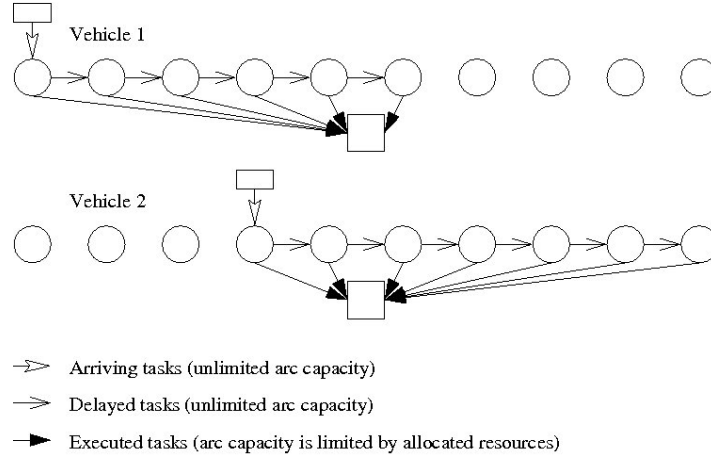 Vehicle 1
Vehicle 2
Arriving tasks (unlimited arc capacity)
Delayed tasks (unlimited arc capacity)
Executed tasks (arc capacity is limited by allocated resources)